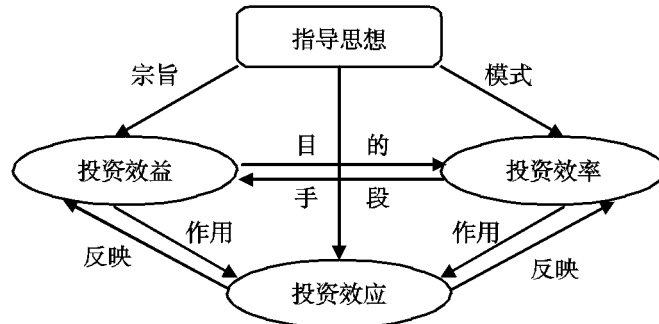 指导思想
宗旨
模式
目 的
投资效益
投资效率
手 段
作用
作用
反映
反映
投资效应